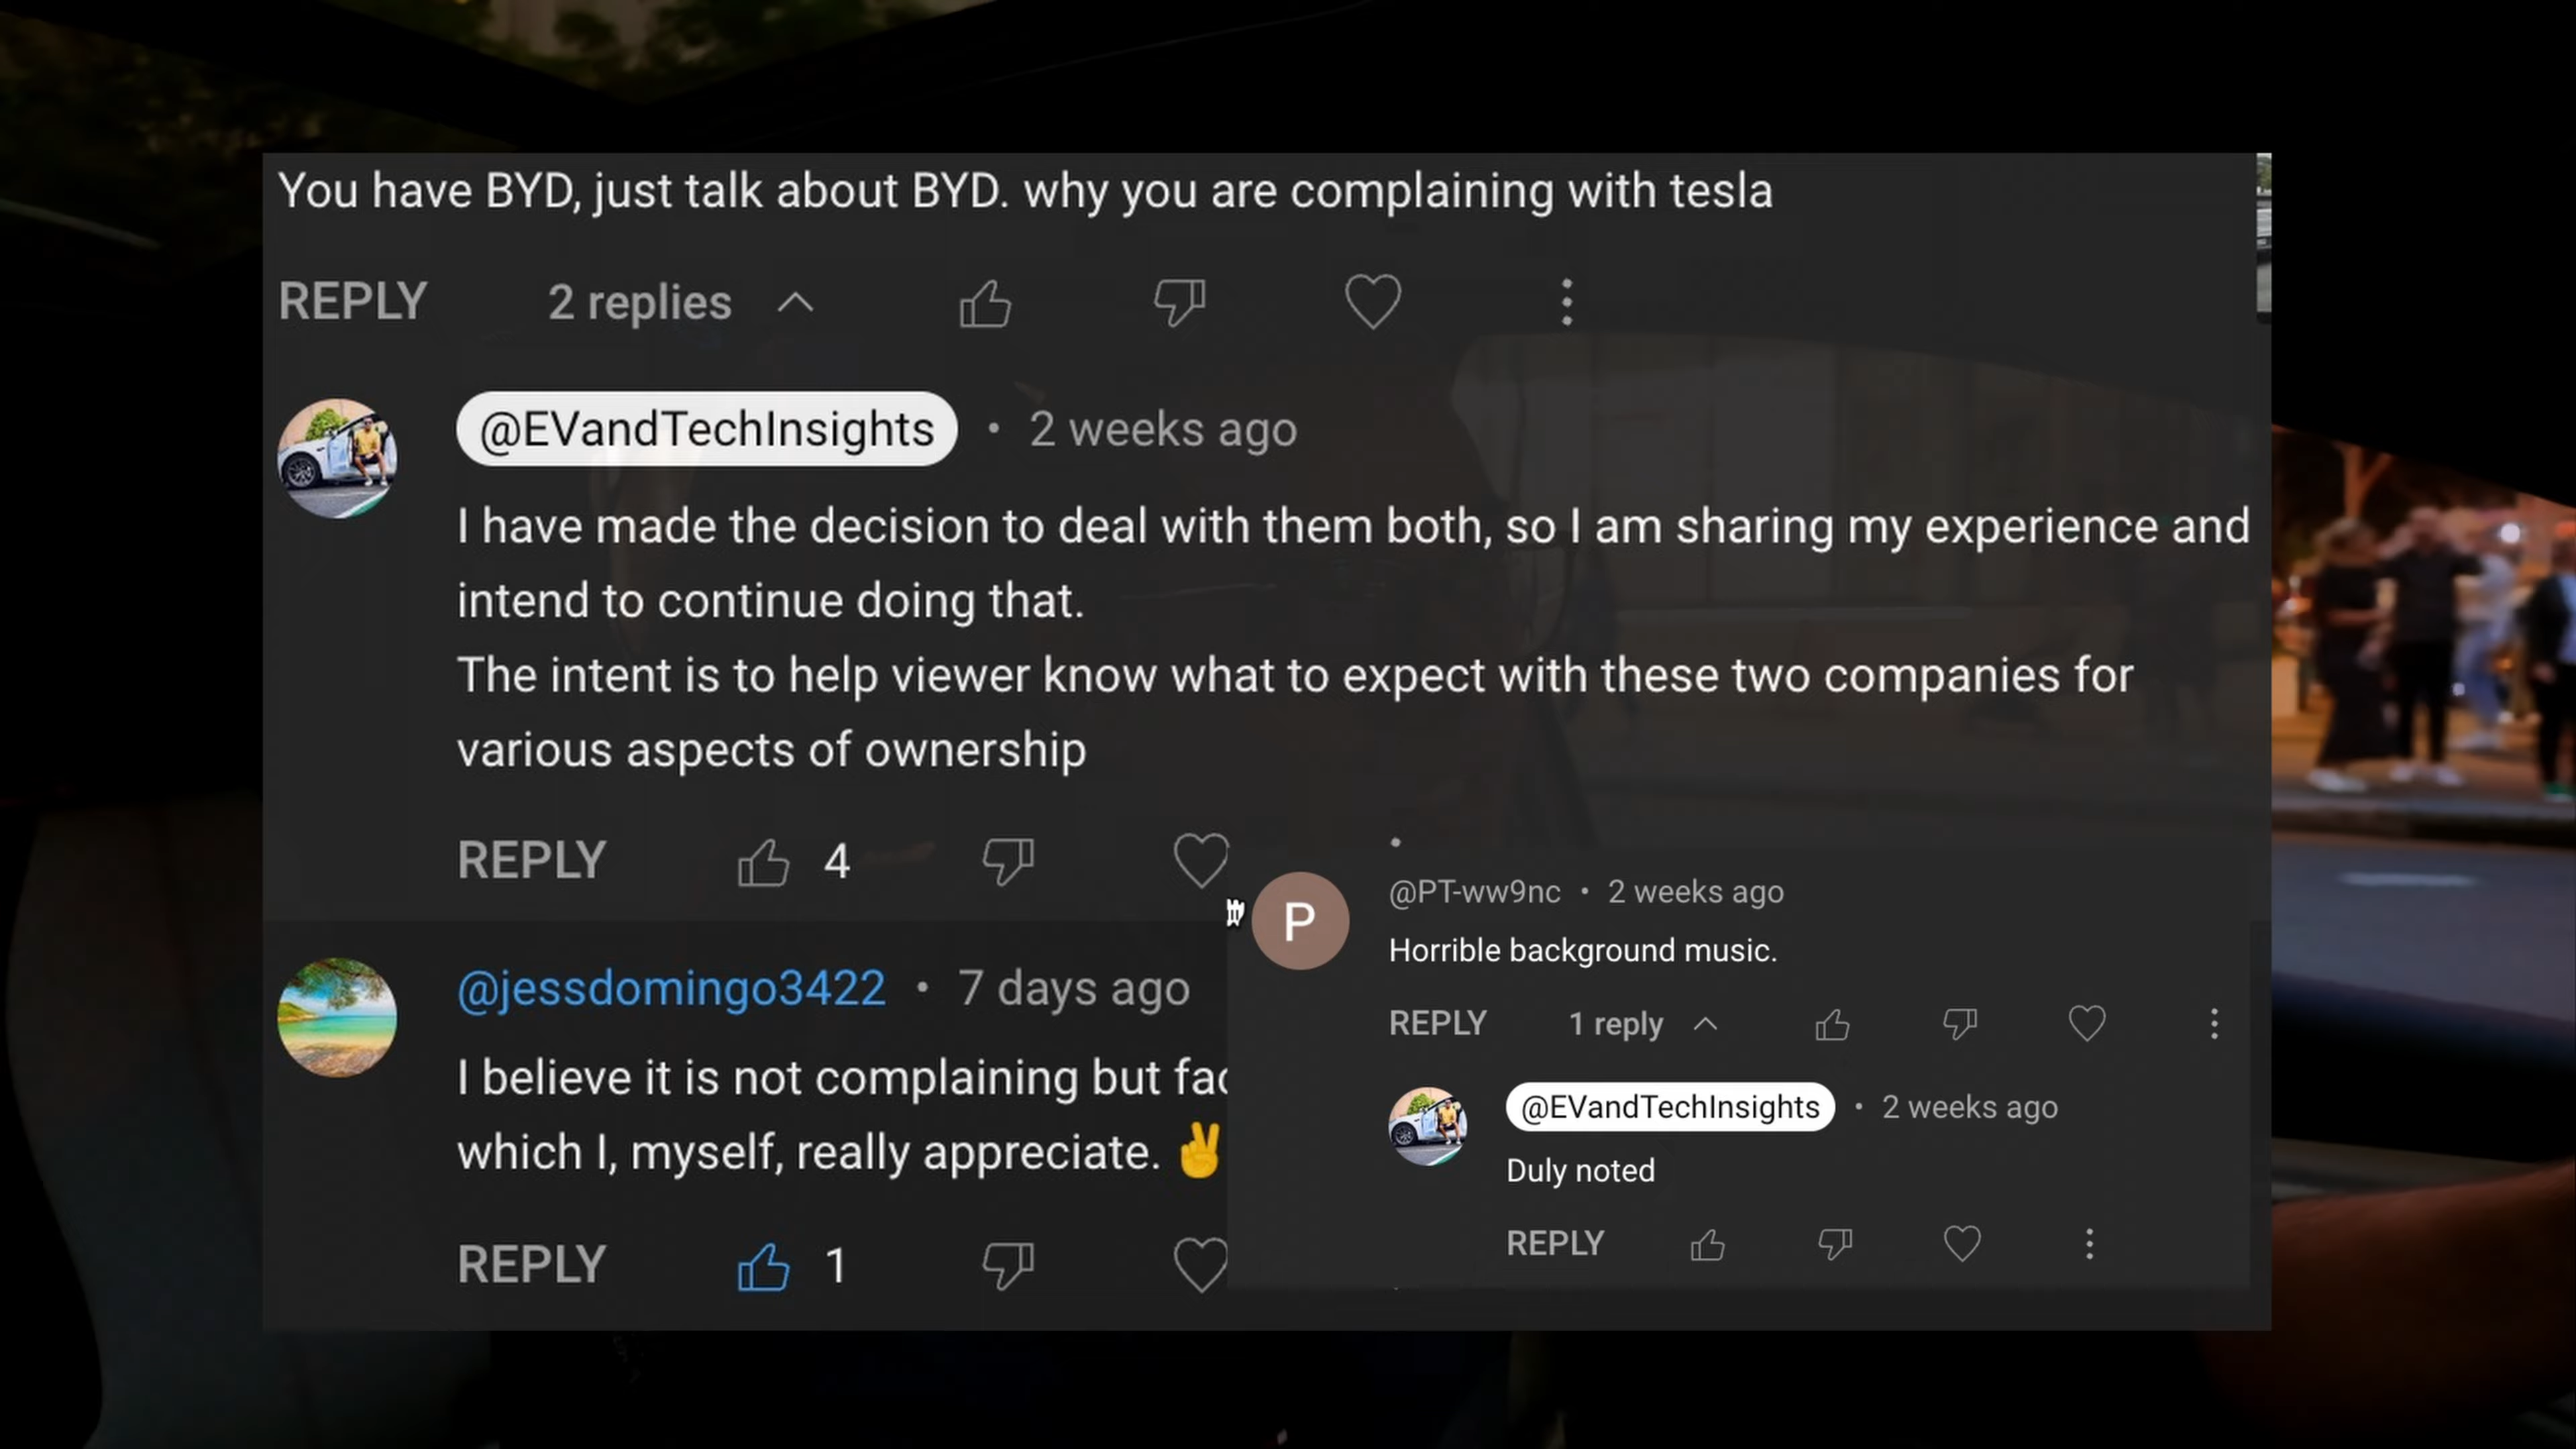 You have BYD, just talk about BYD. why you are complaining with tesla
REPLY 2 replies
@EVandTechInsights • 2 weeks ago
I have made the decision to deal with them both, so I am sharing my experience and
intend to continue doing that.
The intent is to help viewer know what to expect with these two companies for
various aspects of ownership
REPLY 4
@jessdomingo3422 • 7 days ago
I believe it is not complaining but
which I, myself, really appreciate. ✌️
REPLY 1
P
@PT-ww9nc • 2 weeks ago
Horrible background music.
REPLY 1 reply
@EVandTechInsights • 2 weeks ago
Duly noted
REPLY